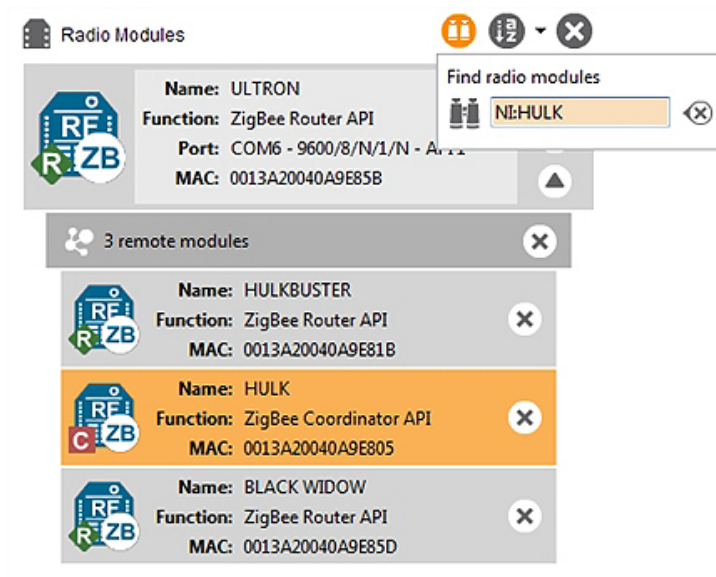 Radio Modules
Find radio modules
NI:HULK
Name: ULTRON
Function: ZigBee Router API
Port: COM6 - 9600/8/N/1/N -
MAC: 0013A20040A9E85B
RF
R ZB
3 remote modules
Name: HULKBUSTER
Function: ZigBee Router API
MAC: 0013A20040A9E81B
RF
R ZB
Name: HULK
Function: ZigBee Coordinator API
MAC: 0013A20040A9E805
RF
C ZB
Name: BLACK WIDOW
Function: ZigBee Router API
MAC: 0013A20040A9E85D
RF
R ZB